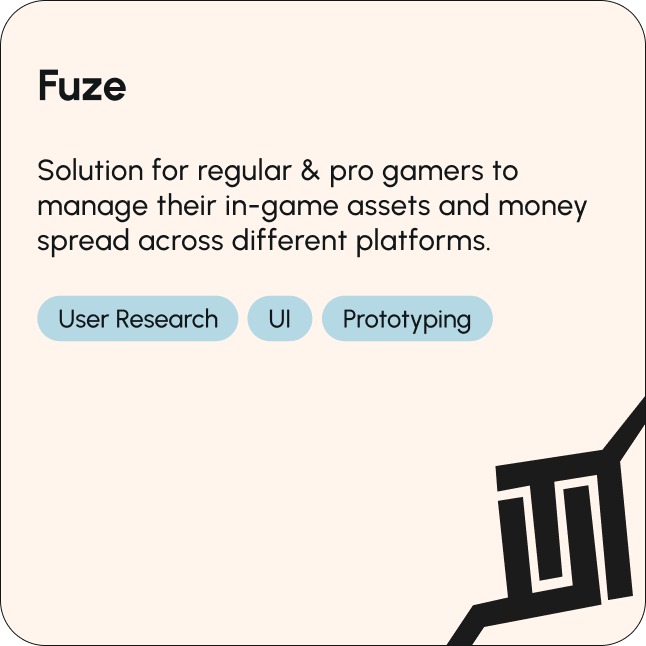 Fuze
Solution for regular & pro gamers to
manage their in-game assets and money
spread across different platforms.
User Research UI Prototyping